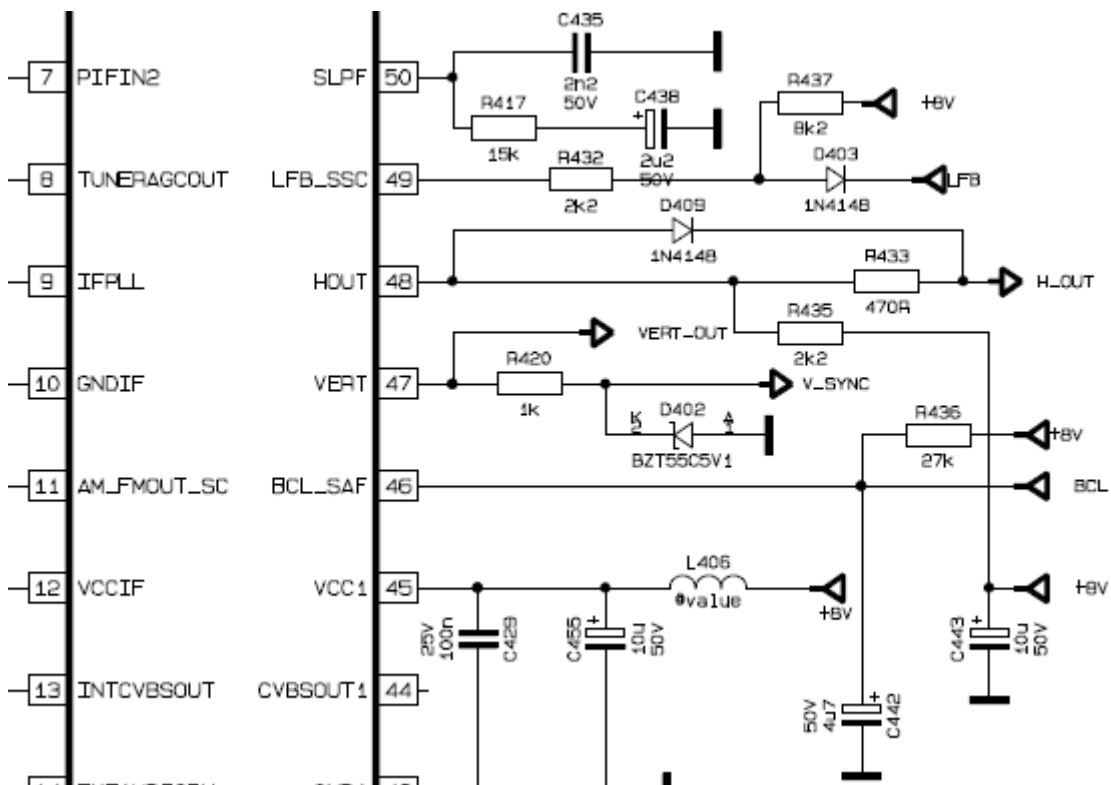 C435
2n2
50V
7
PIFIN2
SLPF
50
R417
15k
C438
+
2u2
50V
R437
8k2
+8V
8
TUNERAGCOUT
LFB_SSC
49
R432
2k2
D403
1N4148
LFB
D409
1N4148
9
IFPLL
HOUT
48
R433
470R
H_OUT
VERT_OUT
R435
2k2
10
GNDIF
VERT
47
R420
1k
V_SYNC
K
2
D402
A
1
BZT55C5V1
R436
27k
+8V
11
AM_FMOUT_SC
BCL_SAF
46
BCL
12
VCCIF
VCC1
45
L406
@value
+8V
+8V
25V
100n
C429
C455
+
10u
50V
C443
+
10u
50V
13
INTCVBSOUT
CVBSOUT1
44
50V
4u7
+
C442